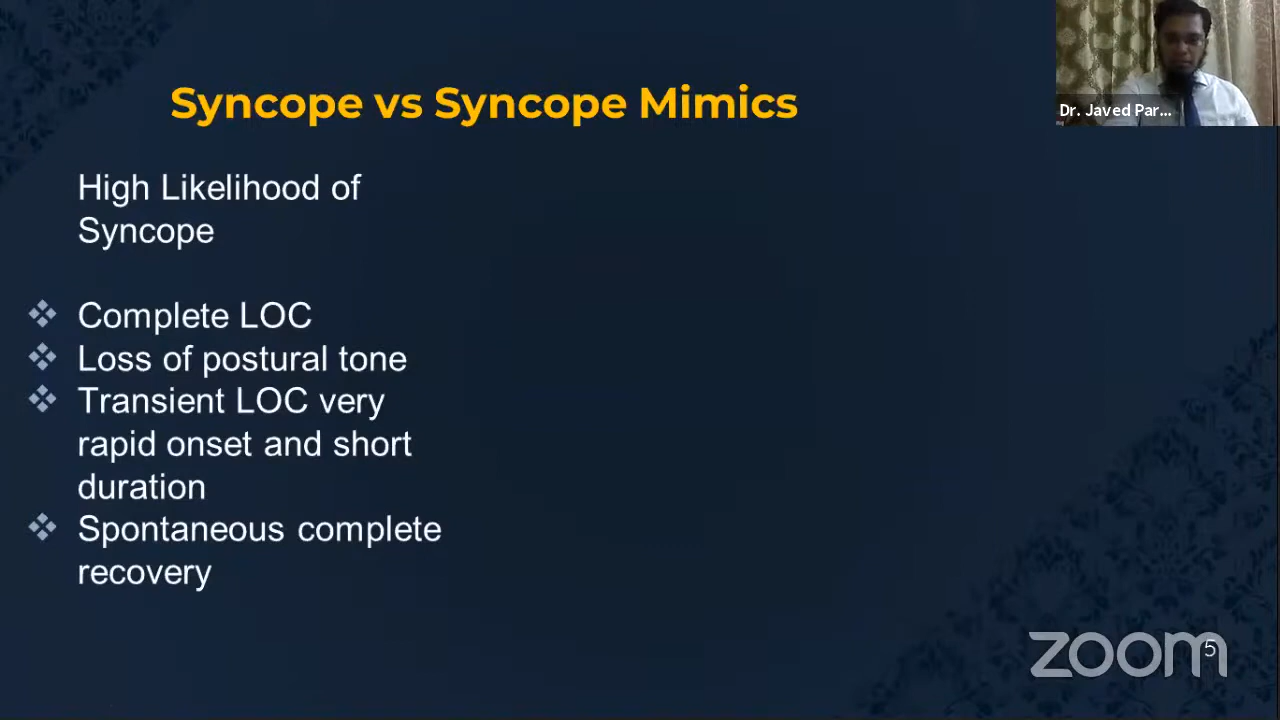 Syncope vs Syncope Mimics
Dr. Javed Par...
High Likelihood of
Syncope
Complete LOC
Loss of postural tone
Transient LOC very
rapid onset and short
duration
Spontaneous complete
recovery
zoom
5